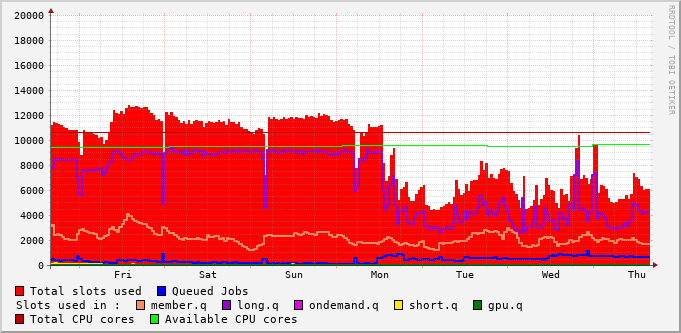 20000
18000
16000
14000
12000
10000
8000
6000
4000
2000
0
Fri Sat Sun Mon Tue Wed Thu
RRDTOOL / TOBI OETIKER
Total slots used Queued Jobs
Slots used in : member.q long.q ondemand.q short.q gpu.q
Total CPU cores Available CPU cores